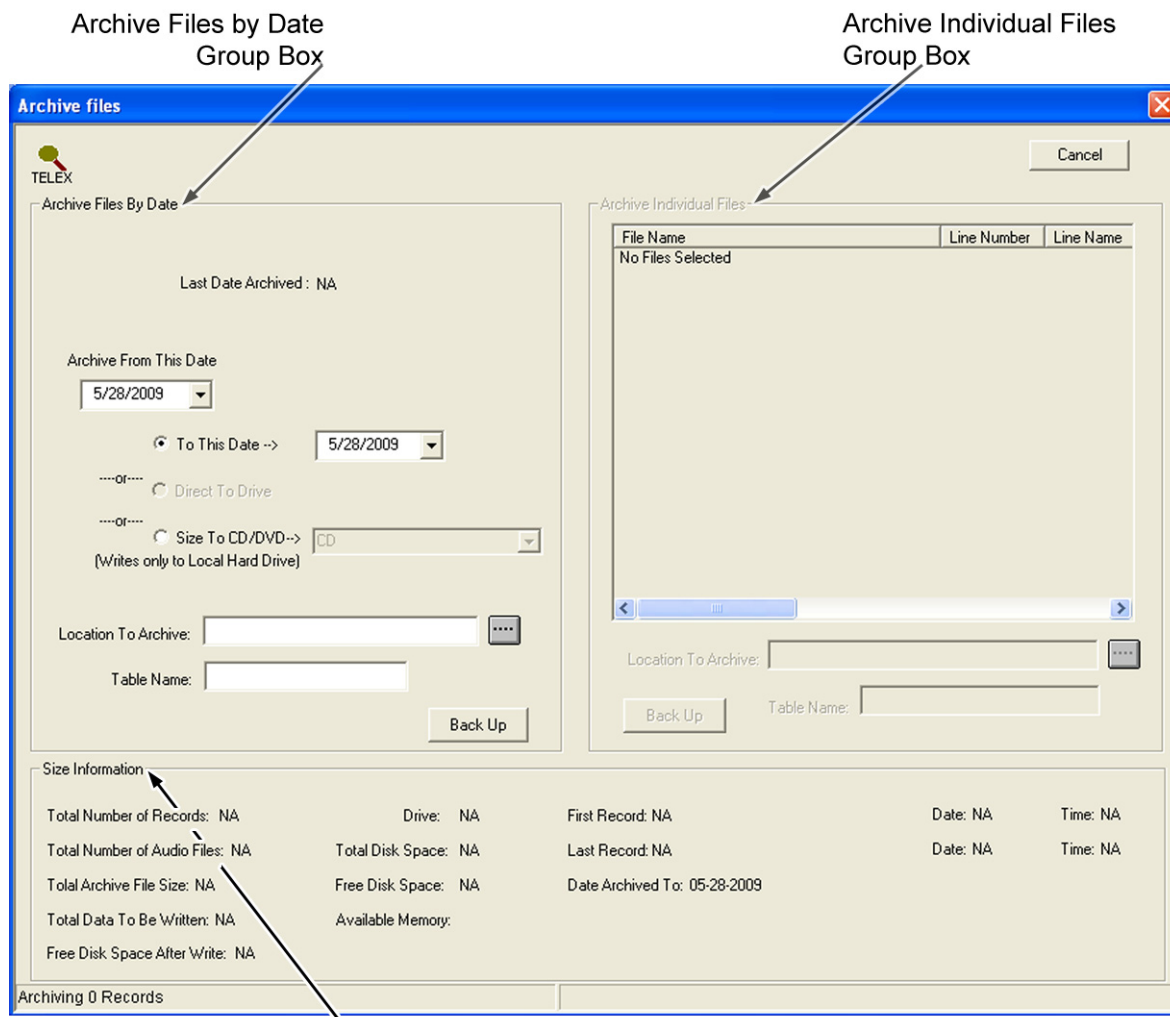 Archive Files by Date
Group Box
Archive Individual Files
Group Box
Archive files
TELEX
Cancel
Archive Files By Date
Last Date Archived : NA
Archive From This Date
5/28/2009
To This Date --> 5/28/2009
----or----
Direct To Drive
----or----
Size To CD/DVD--> CD
(Writes only to Local Hard Drive)
Location To Archive: ....
Table Name:
Back Up
Archive Individual Files
File Name Line Number Line Name
No Files Selected
Location To Archive: ....
Back Up Table Name:
Size Information
Total Number of Records: NA Drive: NA First Record: NA Date: NA Time: NA
Total Number of Audio Files: NA Total Disk Space: NA Last Record: NA Date: NA Time: NA
Tolal Archive File Size: NA Free Disk Space: NA Date Archived To: 05-28-2009
Total Data To Be Written: NA Available Memory:
Free Disk Space After Write: NA
Archiving 0 Records